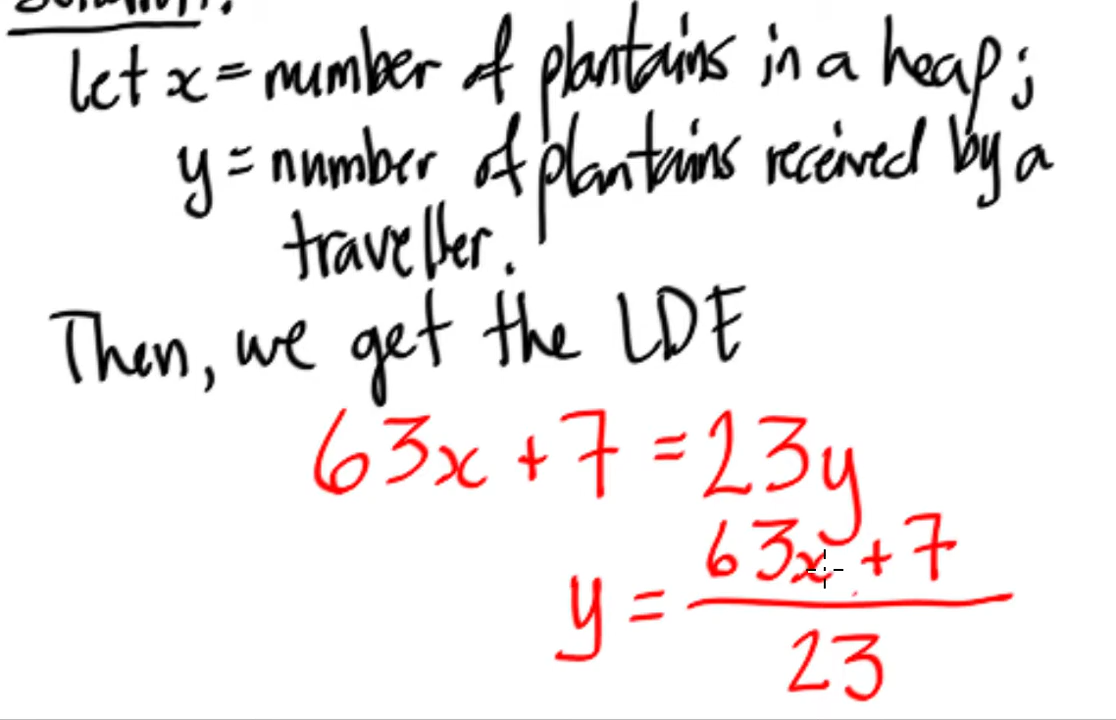 Solution:
let x = number of plantains in a heap;
y = number of plantains received by a
traveller.
Then, we get the LDE
63x + 7 = 23y
y = (63x + 7) / 23